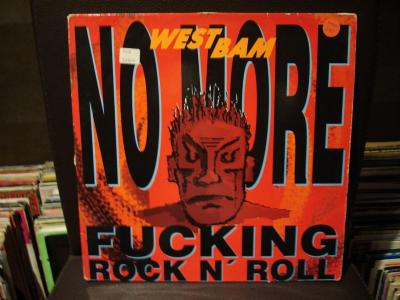 WESTBAM
NO MORE
FUCKING
ROCK N' ROLL